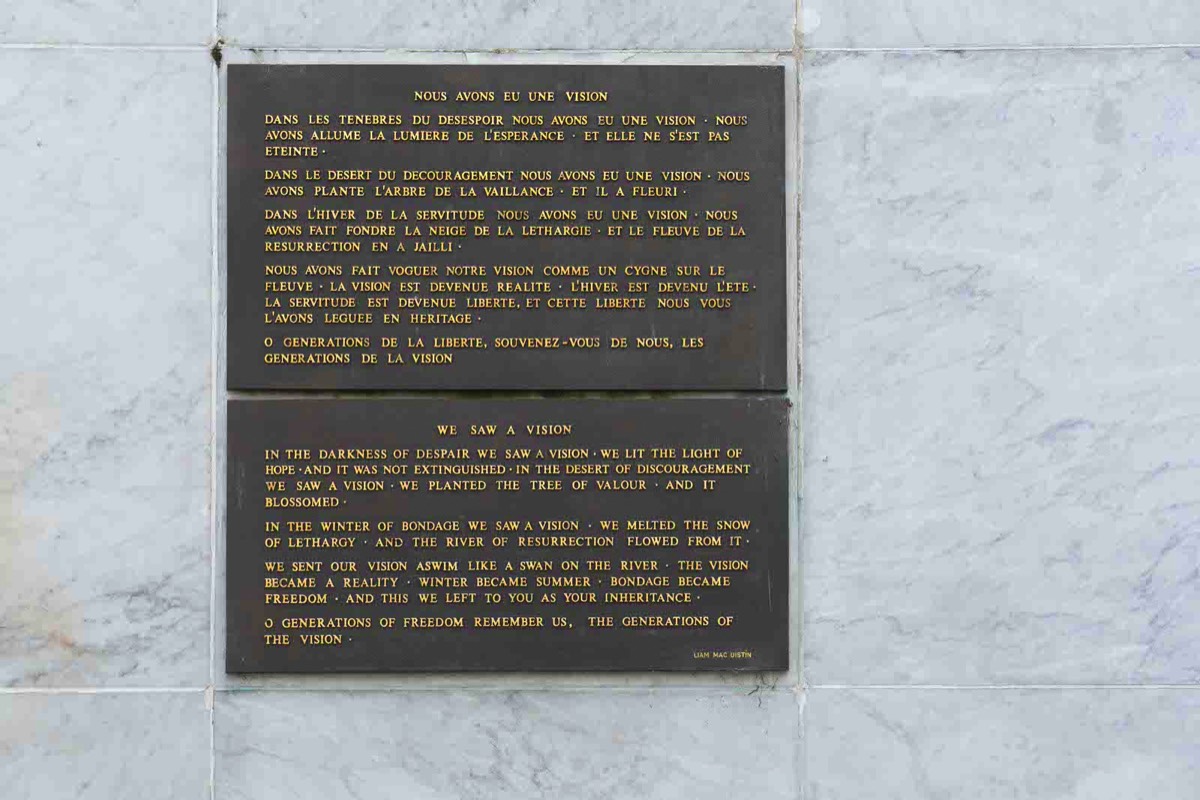 NOUS AVONS EU UNE VISION
DANS LES TENEBRES DU DESESPOIR NOUS AVONS EU UNE VISION · NOUS
AVONS ALLUME LA LUMIERE DE L'ESPERANCE · ET ELLE NE S'EST PAS
ETEINTE ·
DANS LE DESERT DU DECOURAGEMENT NOUS AVONS EU UNE VISION · NOUS
AVONS PLANTE L'ARBRE DE LA VAILLANCE · ET IL A FLEURI ·
DANS L'HIVER DE LA SERVITUDE NOUS AVONS EU UNE VISION · NOUS
AVONS FAIT FONDRE LA NEIGE DE LA LETHARGIE · ET LE FLEUVE DE LA
RESURRECTION EN A JAILLI ·
NOUS AVONS FAIT VOGUER NOTRE VISION COMME UN CYGNE SUR LE
FLEUVE · LA VISION EST DEVENUE REALITE · L'HIVER EST DEVENU L'ETE ·
LA SERVITUDE EST DEVENUE LIBERTE, ET CETTE LIBERTE NOUS VOUS
L'AVONS LEGUEE EN HERITAGE ·
O GENERATIONS DE LA LIBERTE, SOUVENEZ-VOUS DE NOUS, LES
GENERATIONS DE LA VISION
WE SAW A VISION
IN THE DARKNESS OF DESPAIR WE SAW A VISION · WE LIT THE LIGHT OF
HOPE · AND IT WAS NOT EXTINGUISHED · IN THE DESERT OF DISCOURAGEMENT
WE SAW A VISION · WE PLANTED THE TREE OF VALOUR · AND IT
BLOSSOMED ·
IN THE WINTER OF BONDAGE WE SAW A VISION · WE MELTED THE SNOW
OF LETHARGY · AND THE RIVER OF RESURRECTION FLOWED FROM IT ·
WE SENT OUR VISION ASWIM LIKE A SWAN ON THE RIVER · THE VISION
BECAME A REALITY · WINTER BECAME SUMMER · BONDAGE BECAME
FREEDOM · AND THIS WE LEFT TO YOU AS YOUR INHERITANCE ·
O GENERATIONS OF FREEDOM REMEMBER US, THE GENERATIONS OF
THE VISION ·
LIAM MAC UISTÍN